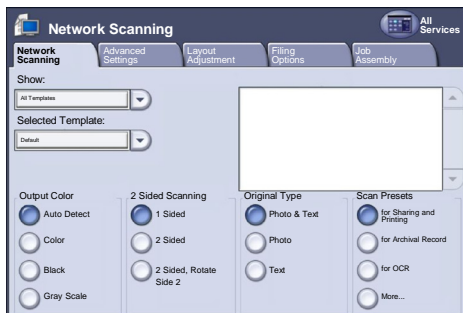 Network Scanning
All
Services
Network
Scanning
Advanced
Settings
Layout
Adjustment
Filing
Options
Job
Assembly
Show:
All Templates
Selected Template:
Default
Output Color
Auto Detect
Color
Black
Gray Scale
2 Sided Scanning
1 Sided
2 Sided
2 Sided, Rotate
Side 2
Original Type
Photo & Text
Photo
Text
Scan Presets
for Sharing and
Printing
for Archival Record
for OCR
More...